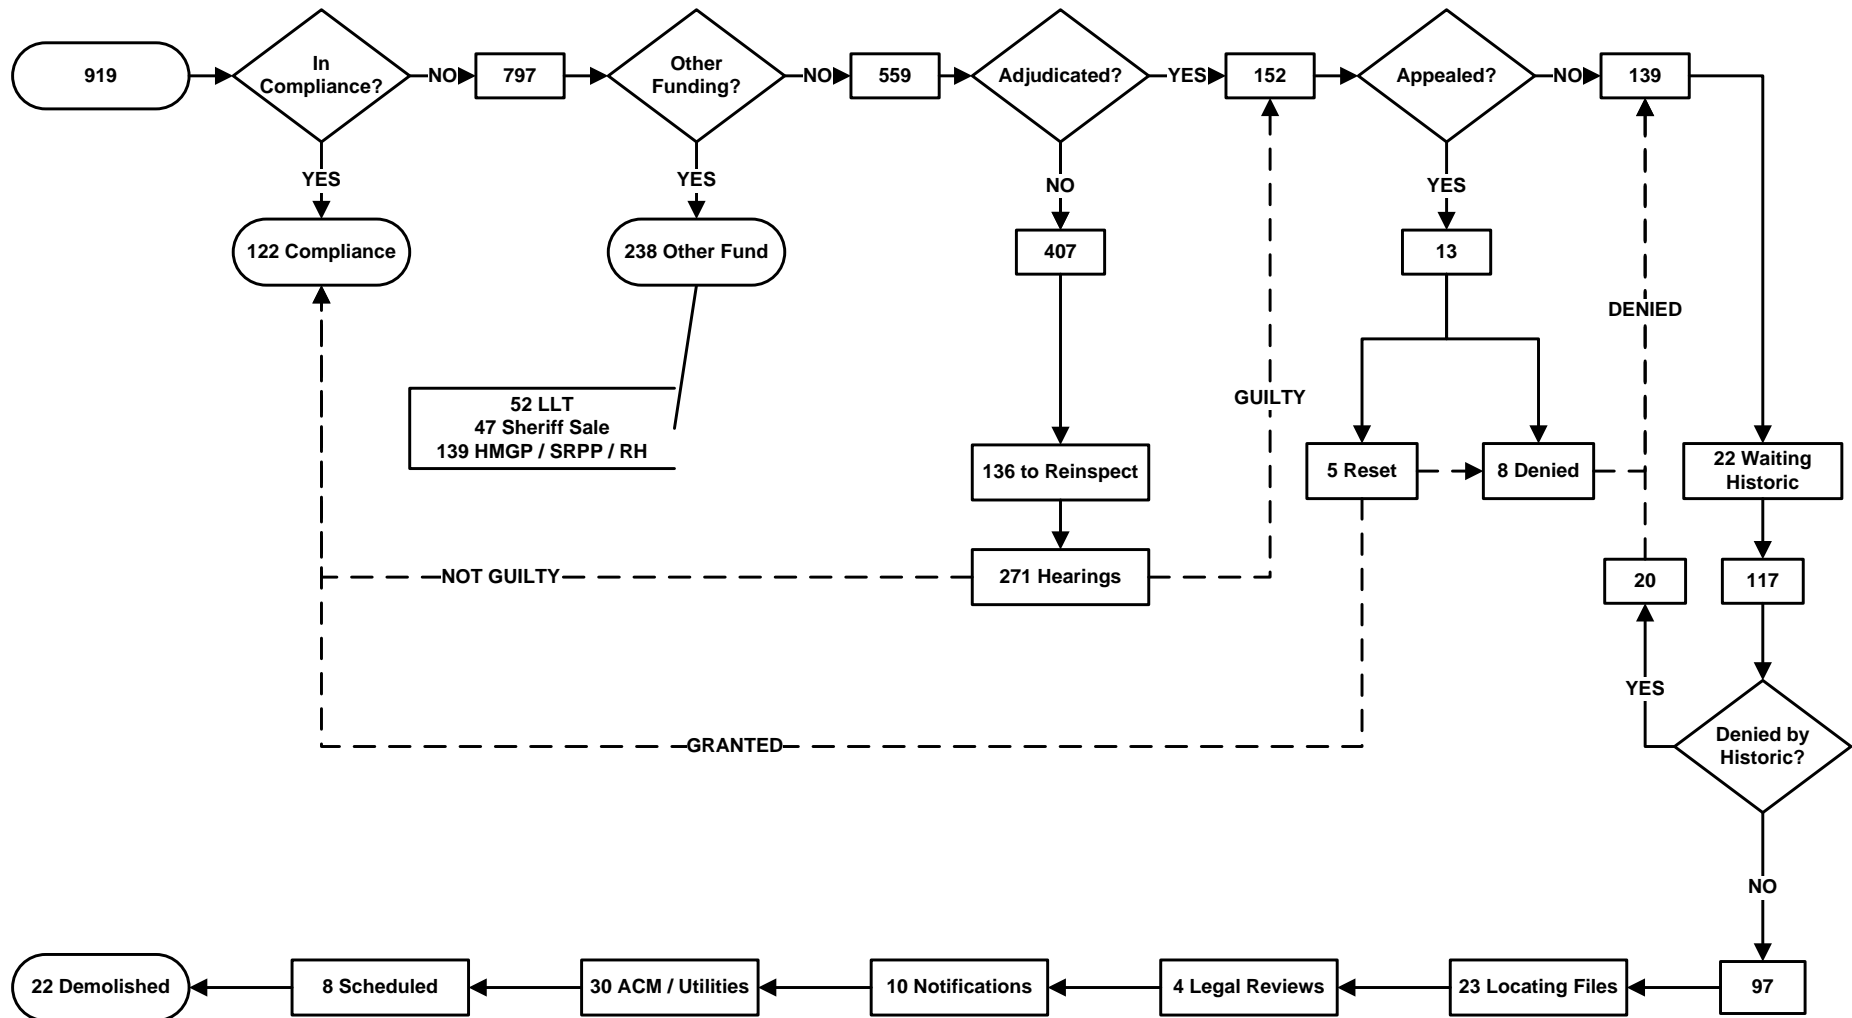 919
In
Compliance?
NO
797
Other
Funding?
NO
559
Adjudicated?
YES
152
Appealed?
NO
139
YES
122 Compliance
YES
238 Other Fund
52 LLT
47 Sheriff Sale
139 HMGP / SRPP / RH
NO
407
136 to Reinspect
271 Hearings
NOT GUILTY
GUILTY
YES
13
5 Reset
8 Denied
GRANTED
DENIED
22 Waiting
Historic
117
20
YES
Denied by
Historic?
NO
97
23 Locating Files
4 Legal Reviews
10 Notifications
30 ACM / Utilities
8 Scheduled
22 Demolished